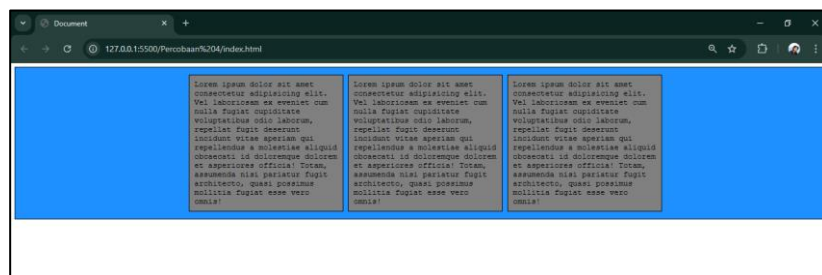 Document
127.0.0.1:5500/Percobaan%204/index.html
Lorem ipsum dolor sit amet
consectetur adipisicing elit.
Vel laboriosam ex eveniet cum
nulla fugiat cupiditate
voluptatibus odio laborum,
repellat fugit deserunt
incidunt vitae aperiam qui
repellendus a molestiae aliquid
obcaecati id doloremque dolorem
et asperiores officia! Totam,
assumenda nisi pariatur fugit
architecto, quasi possimus
mollitia fugiat esse vero
omnis!
Lorem ipsum dolor sit amet
consectetur adipisicing elit.
Vel laboriosam ex eveniet cum
nulla fugiat cupiditate
voluptatibus odio laborum,
repellat fugit deserunt
incidunt vitae aperiam qui
repellendus a molestiae aliquid
obcaecati id doloremque dolorem
et asperiores officia! Totam,
assumenda nisi pariatur fugit
architecto, quasi possimus
mollitia fugiat esse vero
omnis!
Lorem ipsum dolor sit amet
consectetur adipisicing elit.
Vel laboriosam ex eveniet cum
nulla fugiat cupiditate
voluptatibus odio laborum,
repellat fugit deserunt
incidunt vitae aperiam qui
repellendus a molestiae aliquid
obcaecati id doloremque dolorem
et asperiores officia! Totam,
assumenda nisi pariatur fugit
architecto, quasi possimus
mollitia fugiat esse vero
omnis!